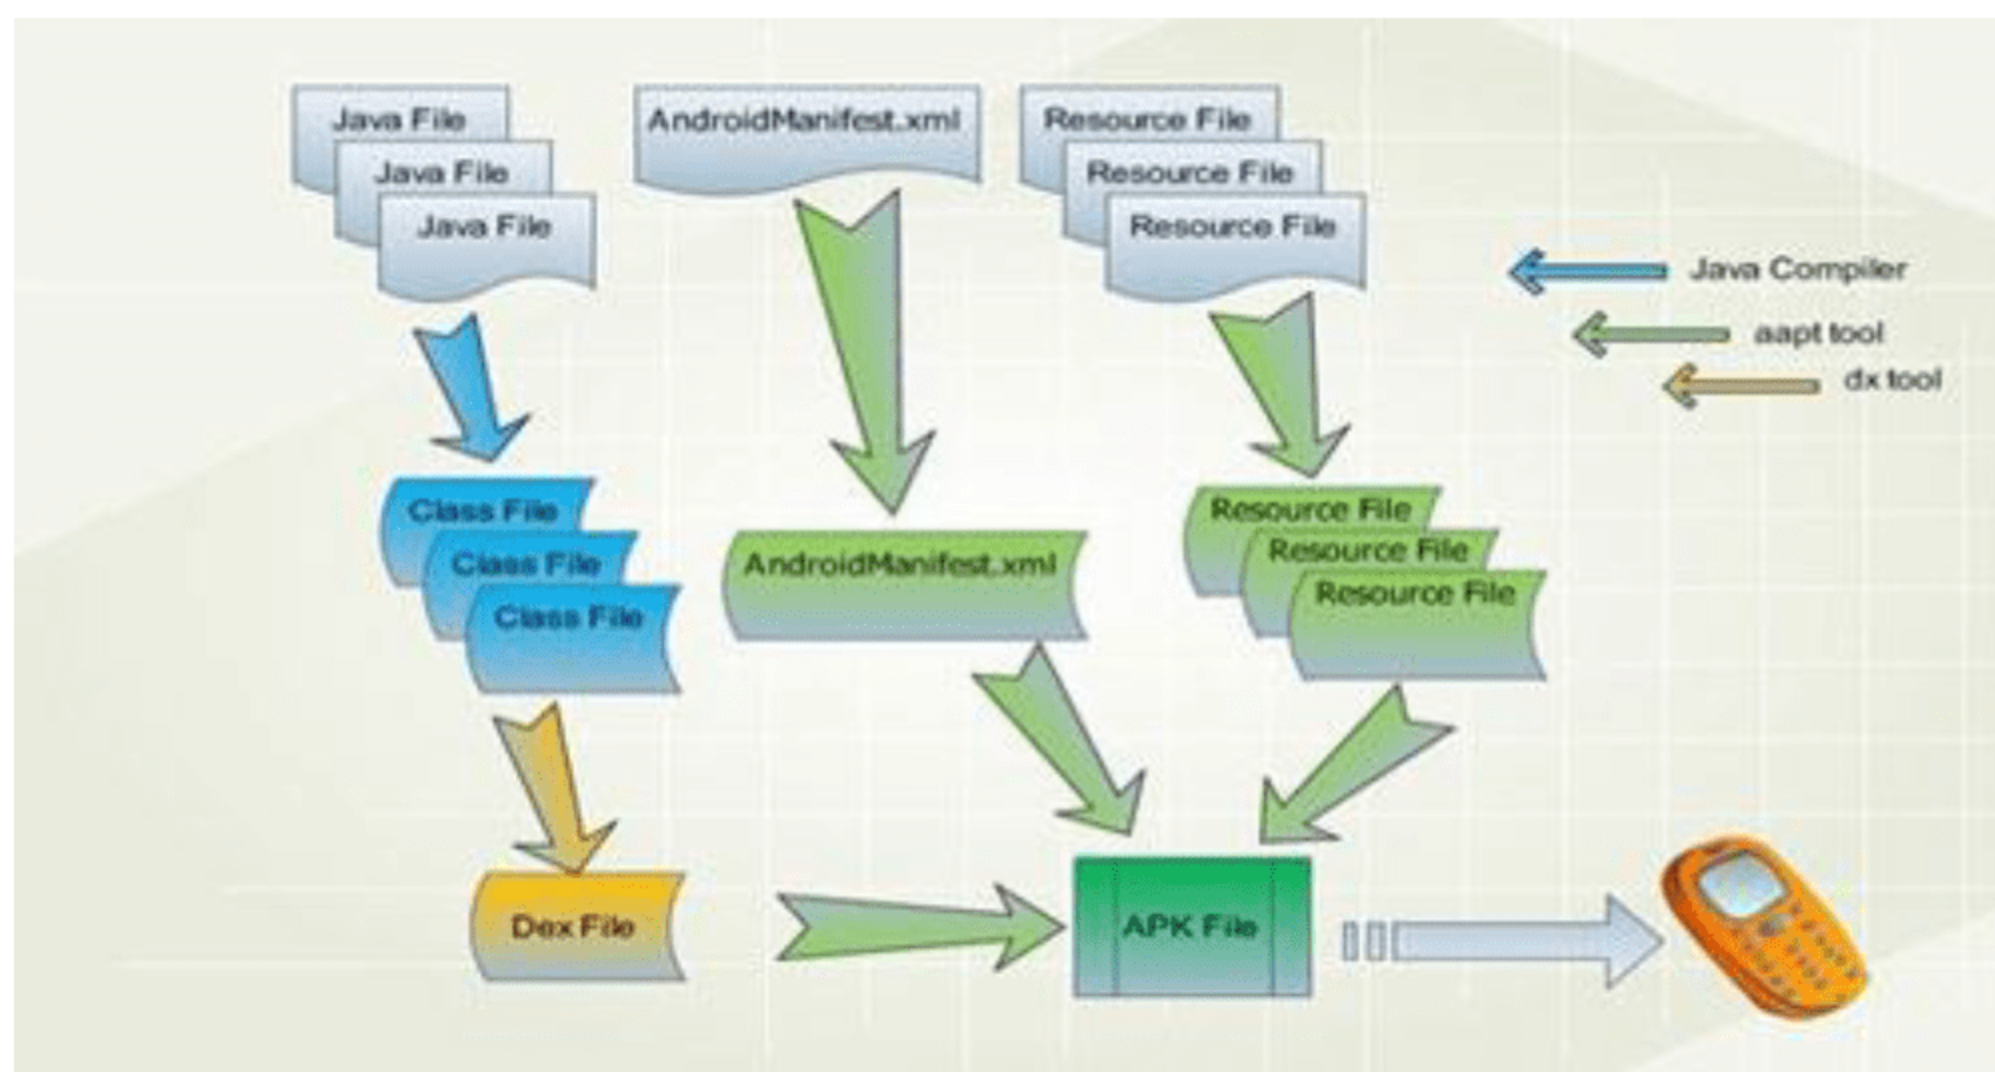 Java File
Java File
Java File
AndroidManifest.xml
Resource File
Resource File
Resource File
Java Compiler
aapt tool
dx tool
Class File
Class File
Class File
AndroidManifest.xml
Resource File
Resource File
Resource File
Dex File
APK File